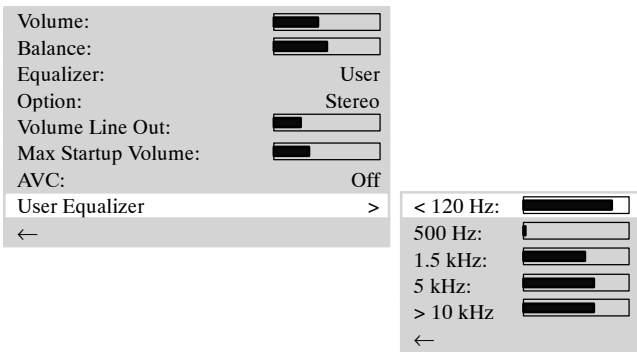 Volume:
Balance:
Equalizer: User
Option: Stereo
Volume Line Out:
Max Startup Volume:
AVC: Off
User Equalizer >
←
< 120 Hz:
500 Hz:
1.5 kHz:
5 kHz:
> 10 kHz
←